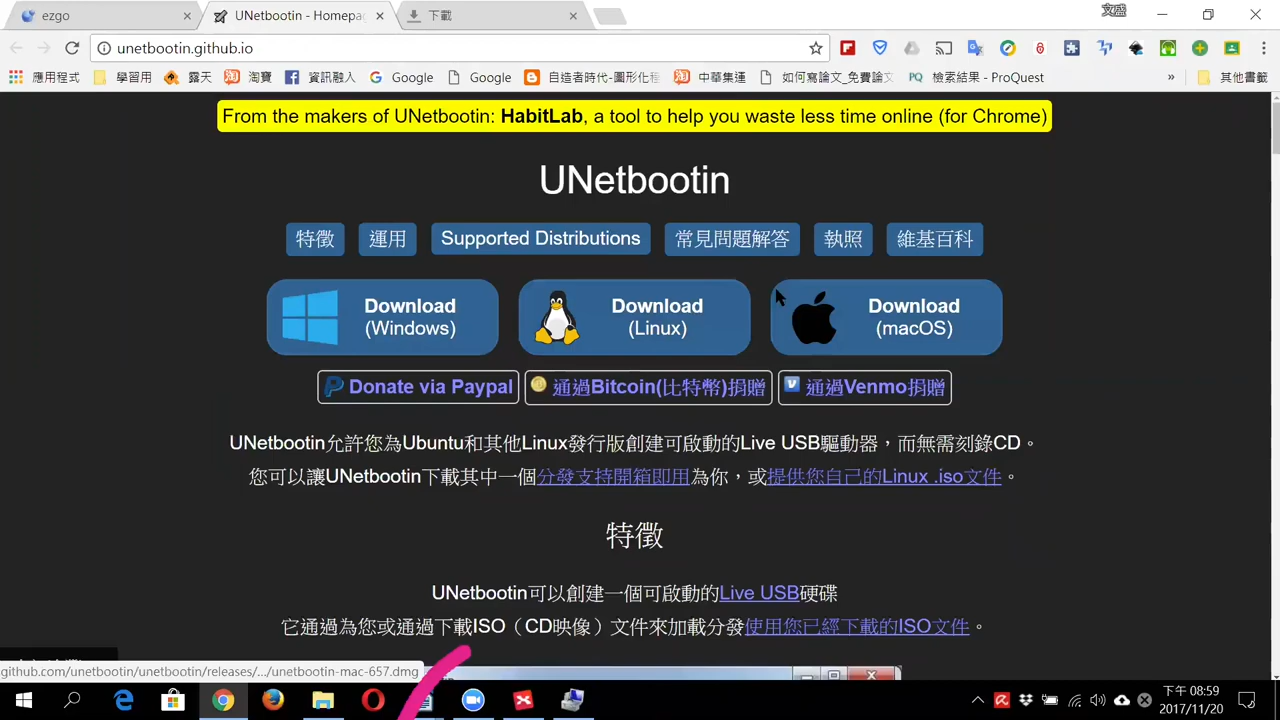 ezgo
UNetbootin - Homepag
下載
文盛
unetbootin.github.io
應用程式
學習用
露天
淘寶
資訊融入
Google
Google
自造者時代-圖形化程
中華集運
如何寫論文_免費論文
檢索結果 - ProQuest
»
其他書籤
From the makers of UNetbootin: HabitLab, a tool to help you waste less time online (for Chrome)
UNetbootin
特徵 運用 Supported Distributions 常見問題解答 執照 維基百科
Download
(Windows)
Download
(Linux)
Download
(macOS)
Donate via Paypal 通過Bitcoin(比特幣)捐贈 通過Venmo捐贈
UNetbootin允許您為Ubuntu和其他Linux發行版創建可啟動的Live USB驅動器，而無需刻錄CD。
您可以讓UNetbootin下載其中一個分發支持開箱即用為你，或提供您自己的Linux .iso文件。
特徵
UNetbootin可以創建一個可啟動的Live USB硬碟
它通過為您或通過下載ISO（CD映像）文件來加載分發使用您已經下載的ISO文件。
github.com/unetbootin/unetbootin/releases/.../unetbootin-mac-657.dmg
下午 08:59
2017/11/20